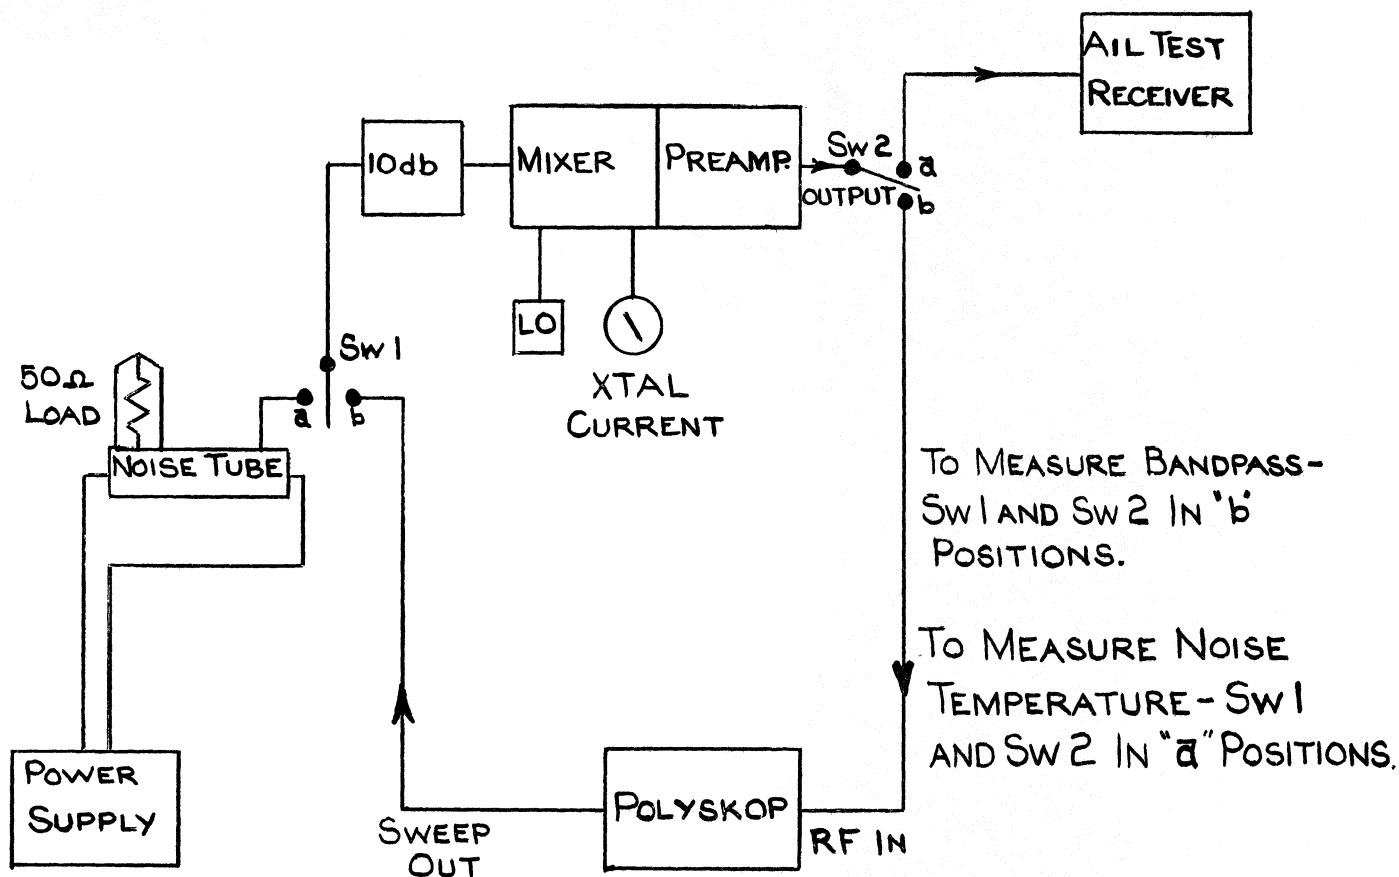 AIL TEST
RECEIVER
10db
MIXER
PREAMP.
SW 2
a
OUTPUT
b
LO
XTAL
CURRENT
SW 1
a
b
50Ω
LOAD
NOISE TUBE
TO MEASURE BANDPASS-
SW 1 AND SW 2 IN "b"
POSITIONS.
TO MEASURE NOISE
TEMPERATURE - SW 1
AND SW 2 IN "a" POSITIONS.
POWER
SUPPLY
SWEEP
OUT
POLYSKOP
RF IN